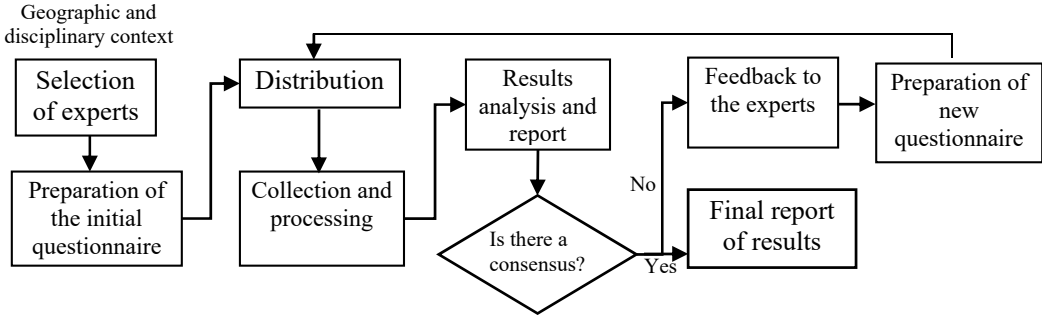 Geographic and
disciplinary context
Selection
of experts
Preparation of
the initial
questionnaire
Distribution
Collection and
processing
Results
analysis and
report
Is there a
consensus?
No
Yes
Feedback to
the experts
Final report
of results
Preparation of
new
questionnaire